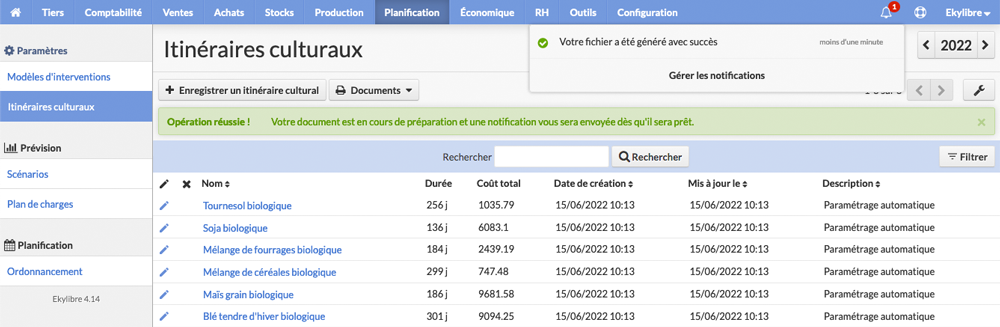 Tiers Comptabilité Ventes Achats Stocks Production Planification Économique RH Outils Configuration 1 Ekylibre
Paramètres
Modèles d'interventions
Itinéraires culturaux
Prévision
Scénarios
Plan de charges
Planification
Ordonnancement
Ekylibre 4.14
Itinéraires culturaux
Votre fichier a été généré avec succès moins d'une minute
Gérer les notifications
2022
+ Enregistrer un itinéraire cultural Documents
Opération réussie ! Votre document est en cours de préparation et une notification vous sera envoyée dès qu'il sera prêt. ×
Rechercher Rechercher Filtrer
Nom Durée Coût total Date de création Mis à jour le Description
Tournesol biologique 256 j 1035.79 15/06/2022 10:13 15/06/2022 10:13 Paramétrage automatique
Soja biologique 136 j 6083.1 15/06/2022 10:13 15/06/2022 10:13 Paramétrage automatique
Mélange de fourrages biologique 184 j 2439.19 15/06/2022 10:13 15/06/2022 10:13 Paramétrage automatique
Mélange de céréales biologique 299 j 747.48 15/06/2022 10:13 15/06/2022 10:13 Paramétrage automatique
Maïs grain biologique 186 j 9681.58 15/06/2022 10:13 15/06/2022 10:13 Paramétrage automatique
Blé tendre d'hiver biologique 301 j 9094.25 15/06/2022 10:13 15/06/2022 10:13 Paramétrage automatique